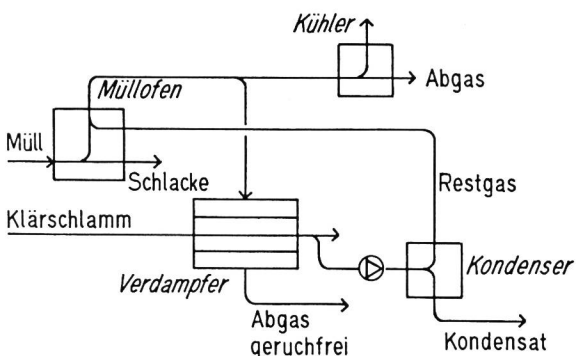 Kühler
Abgas
Müllofen
Müll
Schlacke
Restgas
Klärschlamm
Kondenser
Verdampfer
Abgas
geruchfrei
Kondensat